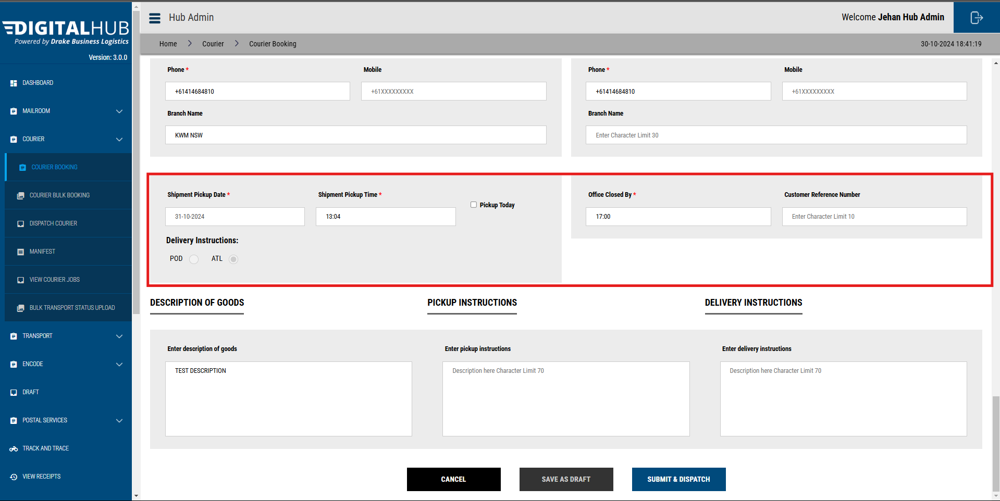 DIGITALHUB
Powered by Drake Business Logistics
Version: 3.0.0
DASHBOARD
MAILROOM
COURIER
COURIER BOOKING
COURIER BULK BOOKING
DISPATCH COURIER
MANIFEST
VIEW COURIER JOBS
BULK TRANSPORT STATUS UPLOAD
TRANSPORT
ENCODE
DRAFT
POSTAL SERVICES
TRACK AND TRACE
VIEW RECEIPTS
Hub Admin
Welcome Jehan Hub Admin
Home > Courier > Courier Booking
30-10-2024 18:41:19
Phone * Mobile
+61414684810 +61XXXXXXXXX
Branch Name
KWM NSW
Phone * Mobile
+61414684810 +61XXXXXXXXX
Branch Name
Enter Character Limit 30
Shipment Pickup Date * Shipment Pickup Time *
Pickup Today
31-10-2024 13:04
Delivery Instructions:
POD ATL
Office Closed By * Customer Reference Number
17:00 Enter Character Limit 10
DESCRIPTION OF GOODS PICKUP INSTRUCTIONS DELIVERY INSTRUCTIONS
Enter description of goods Enter pickup instructions Enter delivery instructions
TEST DESCRIPTION Description here Character Limit 70 Description here Character Limit 70
CANCEL SAVE AS DRAFT SUBMIT & DISPATCH